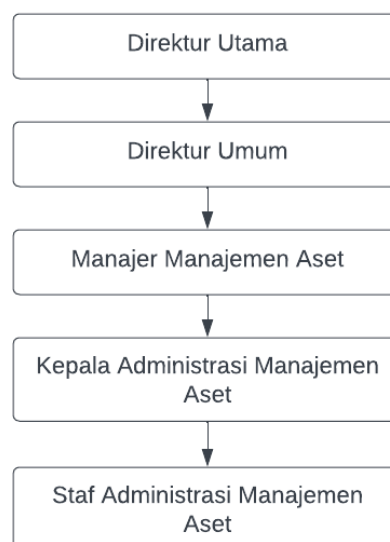 Direktur Utama
Direktur Umum
Manajer Manajemen Aset
Kepala Administrasi Manajemen
Aset
Staf Administrasi Manajemen
Aset